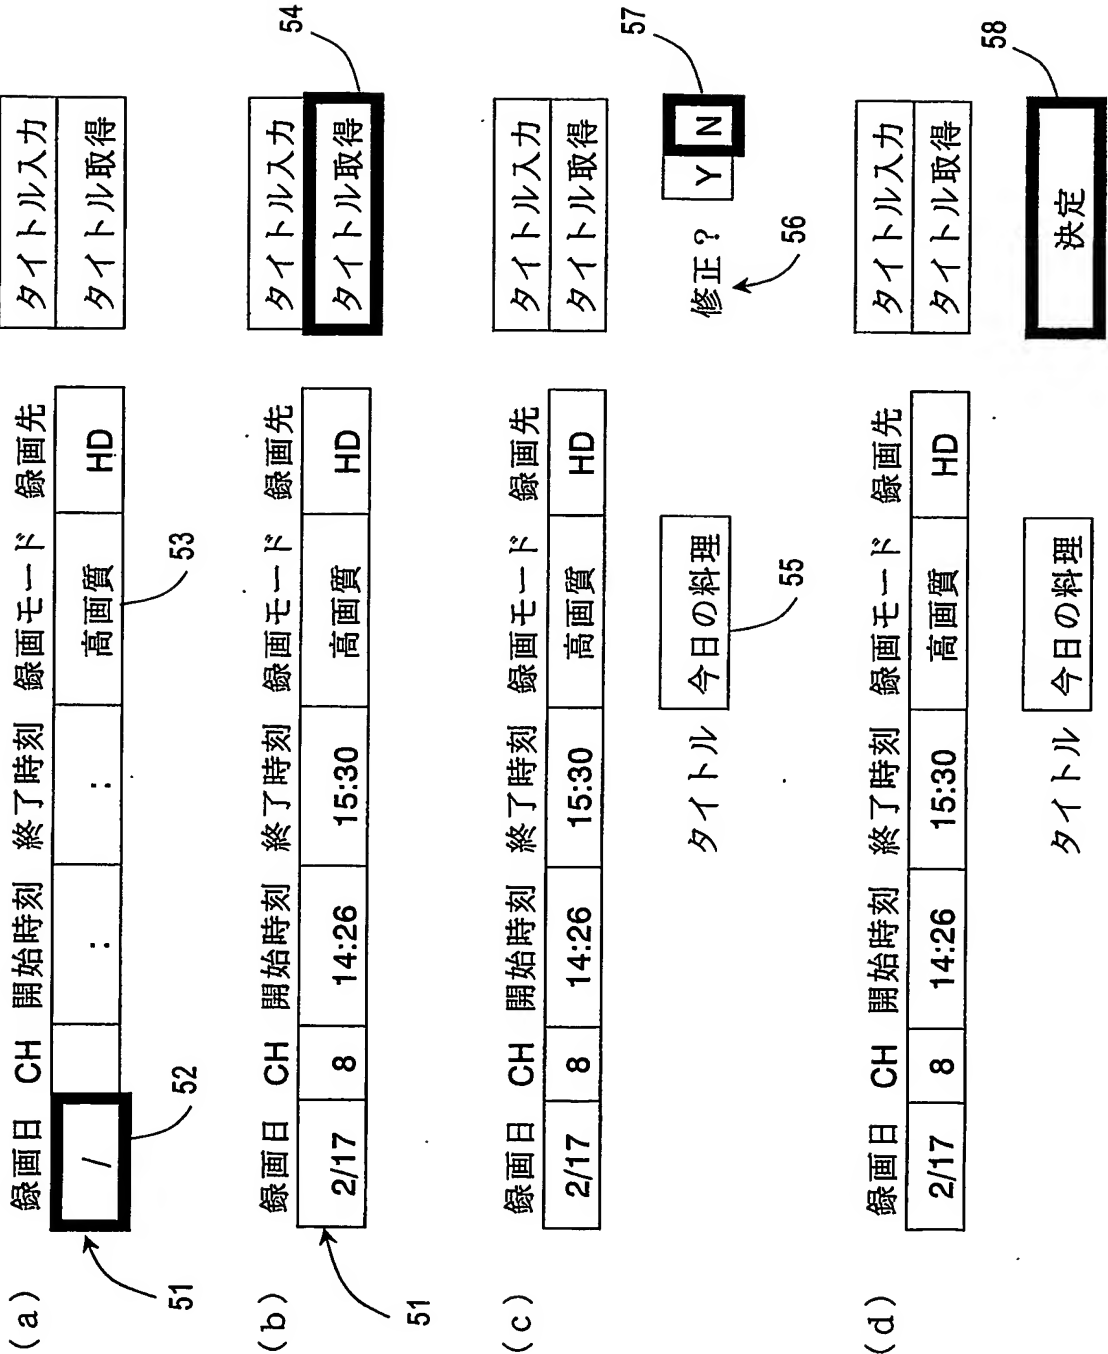 (a)
録画日 CH 開始時刻 終了時刻 録画モード 録画先
/ : : 高画質 HD
タイトル入力
タイトル取得
51
52
53
(b)
録画日 CH 開始時刻 終了時刻 録画モード 録画先
2/17 8 14:26 15:30 高画質 HD
タイトル入力
タイトル取得
51
54
(c)
録画日 CH 開始時刻 終了時刻 録画モード 録画先
2/17 8 14:26 15:30 高画質 HD
タイトル入力
タイトル取得
タイトル 今日の料理
修正? Y N
55
56
57
(d)
録画日 CH 開始時刻 終了時刻 録画モード 録画先
2/17 8 14:26 15:30 高画質 HD
タイトル入力
タイトル取得
タイトル 今日の料理
決定
58